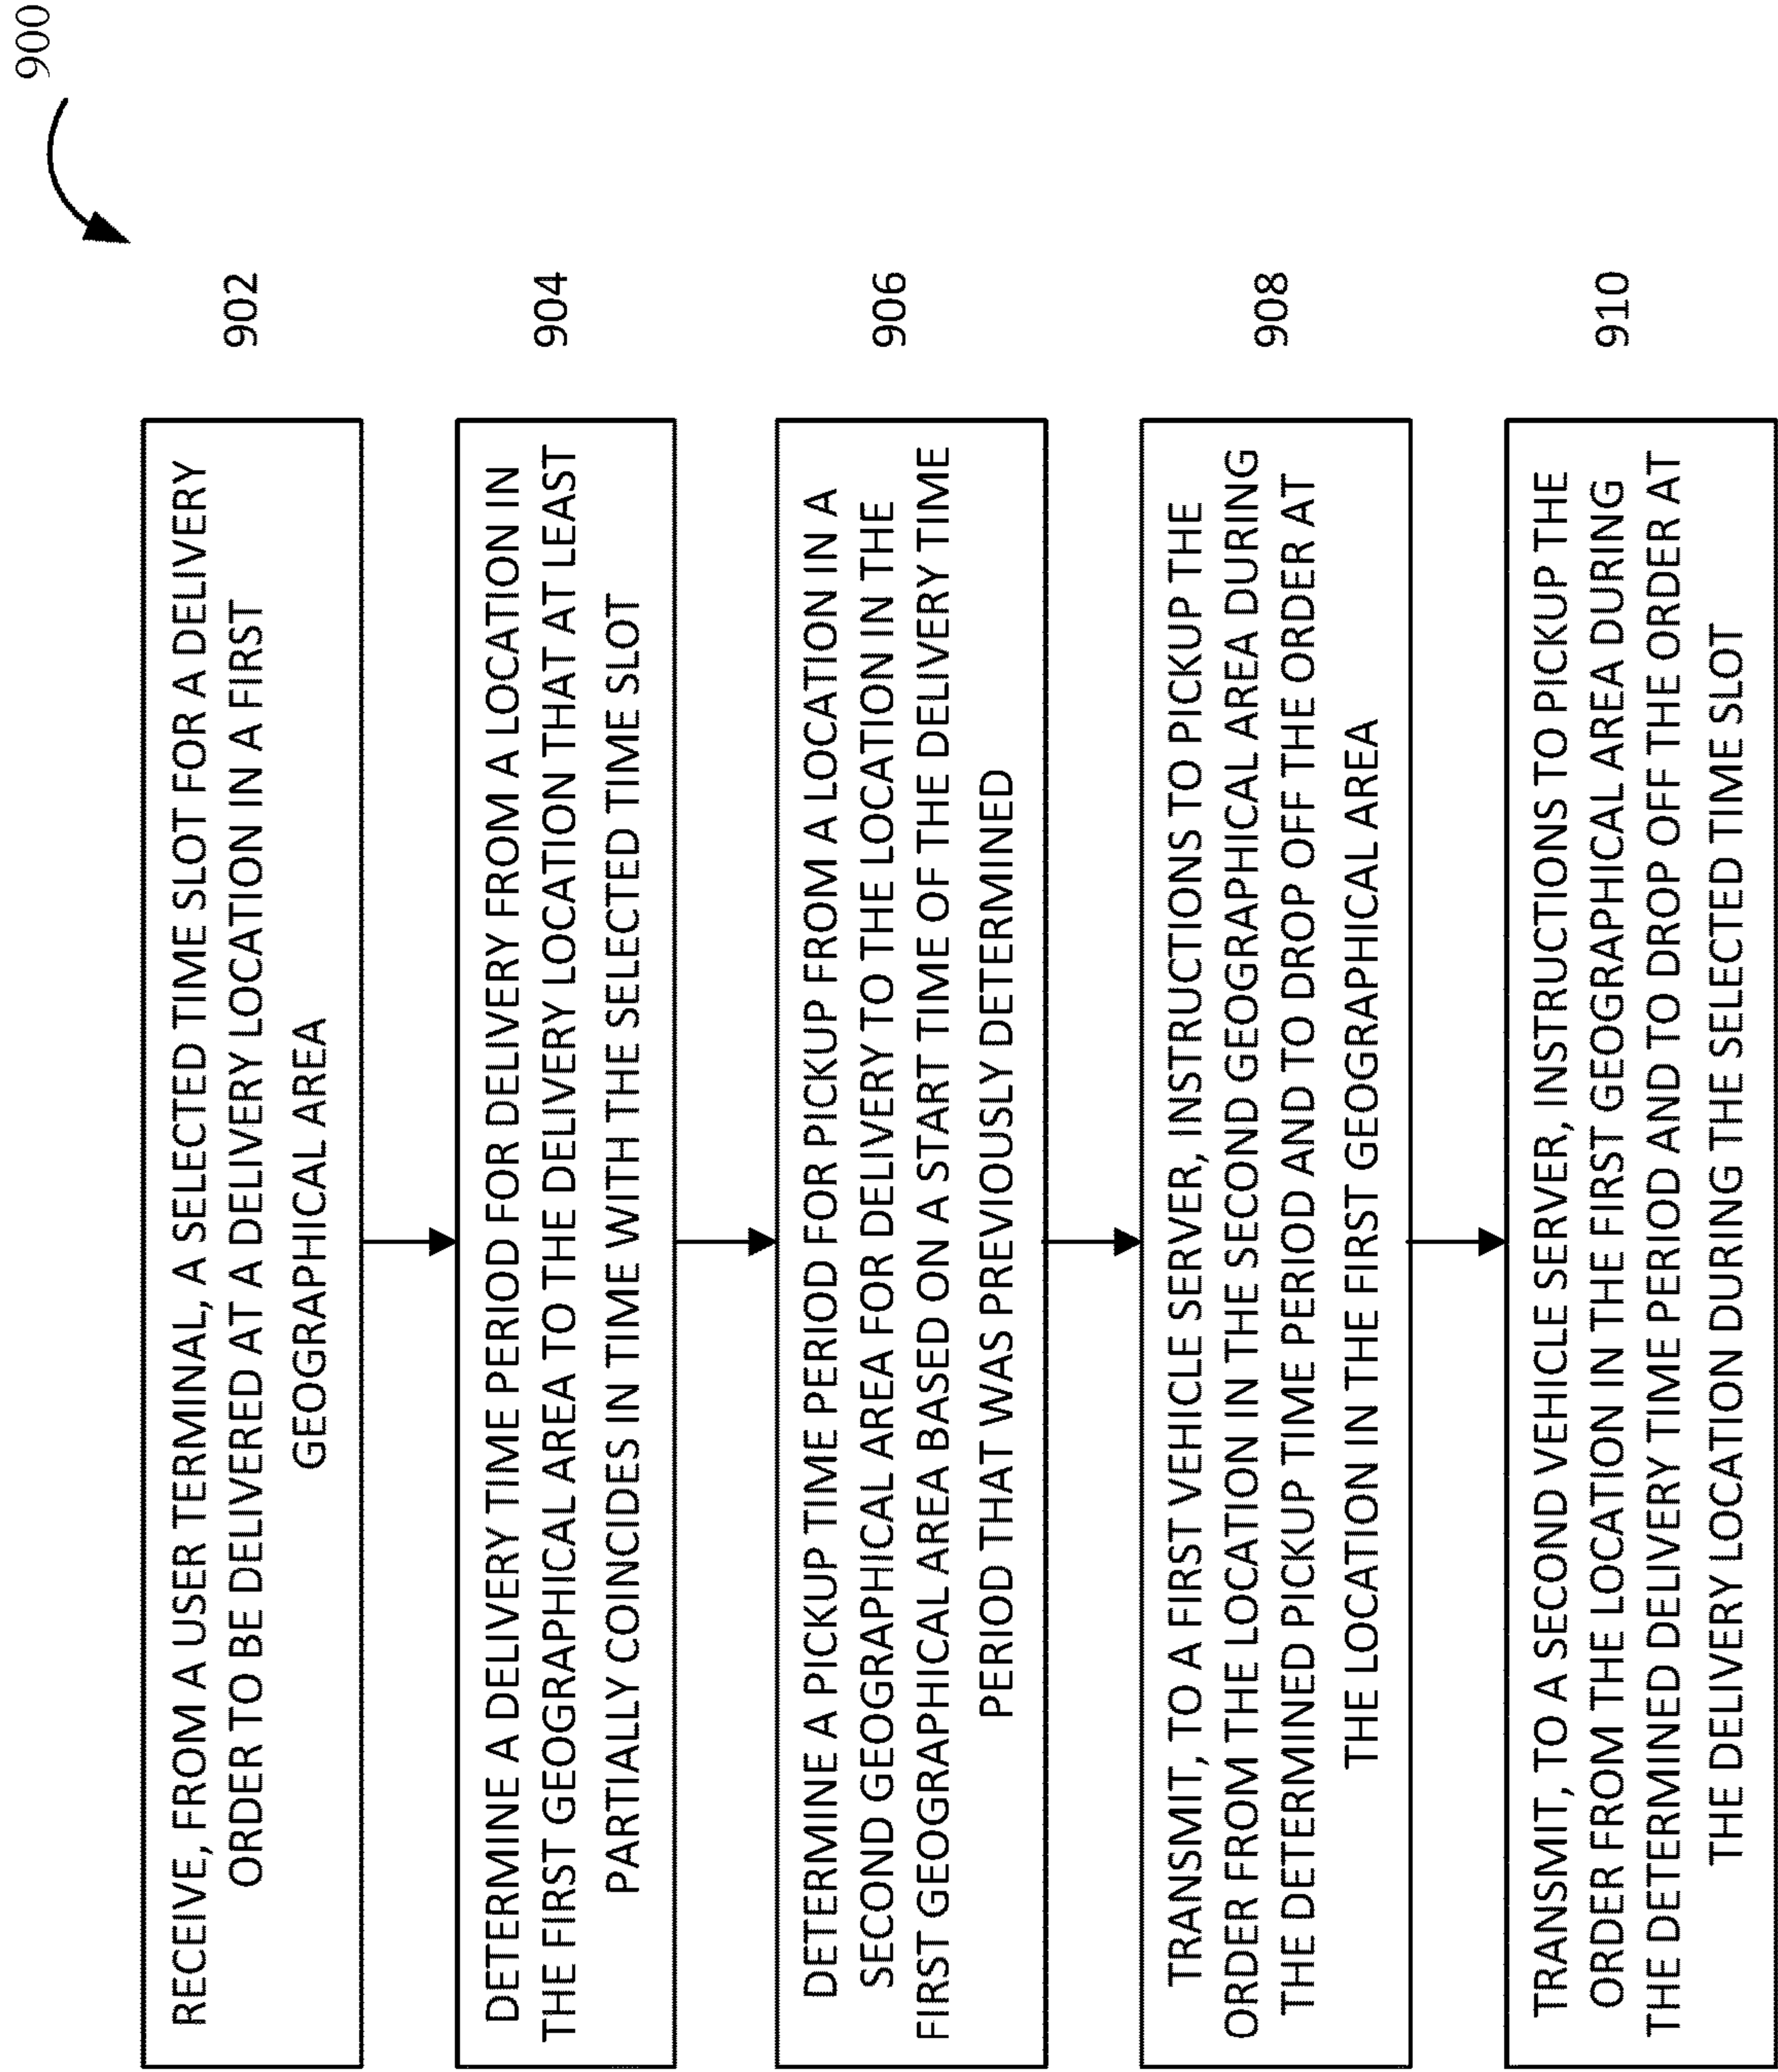 900
RECEIVE, FROM A USER TERMINAL, A SELECTED TIME SLOT FOR A DELIVERY
ORDER TO BE DELIVERED AT A DELIVERY LOCATION IN A FIRST
GEOGRAPHICAL AREA
902
DETERMINE A DELIVERY TIME PERIOD FOR DELIVERY FROM A LOCATION IN
THE FIRST GEOGRAPHICAL AREA TO THE DELIVERY LOCATION THAT AT LEAST
PARTIALLY COINCIDES IN TIME WITH THE SELECTED TIME SLOT
904
DETERMINE A PICKUP TIME PERIOD FOR PICKUP FROM A LOCATION IN A
SECOND GEOGRAPHICAL AREA FOR DELIVERY TO THE LOCATION IN THE
FIRST GEOGRAPHICAL AREA BASED ON A START TIME OF THE DELIVERY TIME
PERIOD THAT WAS PREVIOUSLY DETERMINED
906
TRANSMIT, TO A FIRST VEHICLE SERVER, INSTRUCTIONS TO PICKUP THE
ORDER FROM THE LOCATION IN THE SECOND GEOGRAPHICAL AREA DURING
THE DETERMINED PICKUP TIME PERIOD AND TO DROP OFF THE ORDER AT
THE LOCATION IN THE FIRST GEOGRAPHICAL AREA
908
TRANSMIT, TO A SECOND VEHICLE SERVER, INSTRUCTIONS TO PICKUP THE
ORDER FROM THE LOCATION IN THE FIRST GEOGRAPHICAL AREA DURING
THE DETERMINED DELIVERY TIME PERIOD AND TO DROP OFF THE ORDER AT
THE DELIVERY LOCATION DURING THE SELECTED TIME SLOT
910